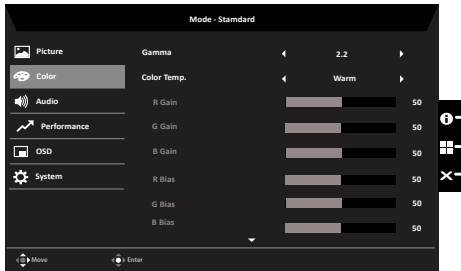 Mode - Stamdard
Picture
Color
Audio
Performance
OSD
System
Gamma 2.2
Color Temp. Warm
R Gain 50
G Gain 50
B Gain 50
R Bias 50
G Bias 50
B Bias 50
Move Enter